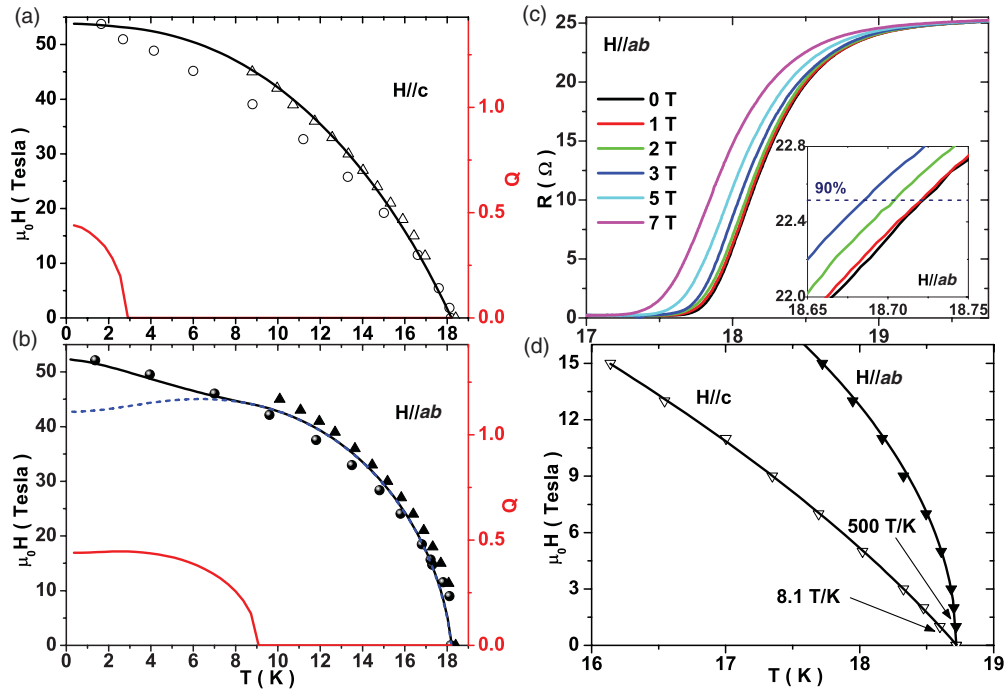 (a)
H//c
μ₀H ( Tesla )
50
40
30
20
10
0
Q
1.0
0.5
0.0
0 2 4 6 8 10 12 14 16 18
(b)
H//ab
μ₀H ( Tesla )
50
40
30
20
10
0
Q
1.0
0.5
0.0
0 2 4 6 8 10 12 14 16 18
T ( K )
(c)
H//ab
R ( Ω )
25
20
15
10
5
0
0 T
1 T
2 T
3 T
5 T
7 T
22.8
90%
22.4
22.0
H//ab
18.65 18.70 18.75
17 18 19
(d)
H//c
H//ab
μ₀H (Tesla)
15
12
9
6
3
0
500 T/K
8.1 T/K
16 17 18 19
T ( K )